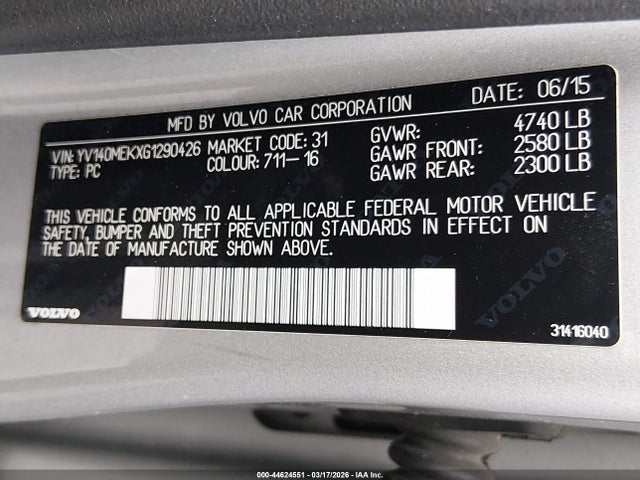 MFD BY VOLVO CAR CORPORATION DATE: 06/15
VIN: YV140MEKXG1290426 MARKET CODE: 31 GVWR: 4740 LB
TYPE: PC COLOUR: 711-16 GAWR FRONT: 2580 LB
GAWR REAR: 2300 LB
THIS VEHICLE CONFORMS TO ALL APPLICABLE FEDERAL MOTOR VEHICLE
SAFETY, BUMPER AND THEFT PREVENTION STANDARDS IN EFFECT ON
THE DATE OF MANUFACTURE SHOWN ABOVE.
VOLVO
VOLVO
31416040
000-44624551 - 03/17/2026 - IAA Inc.